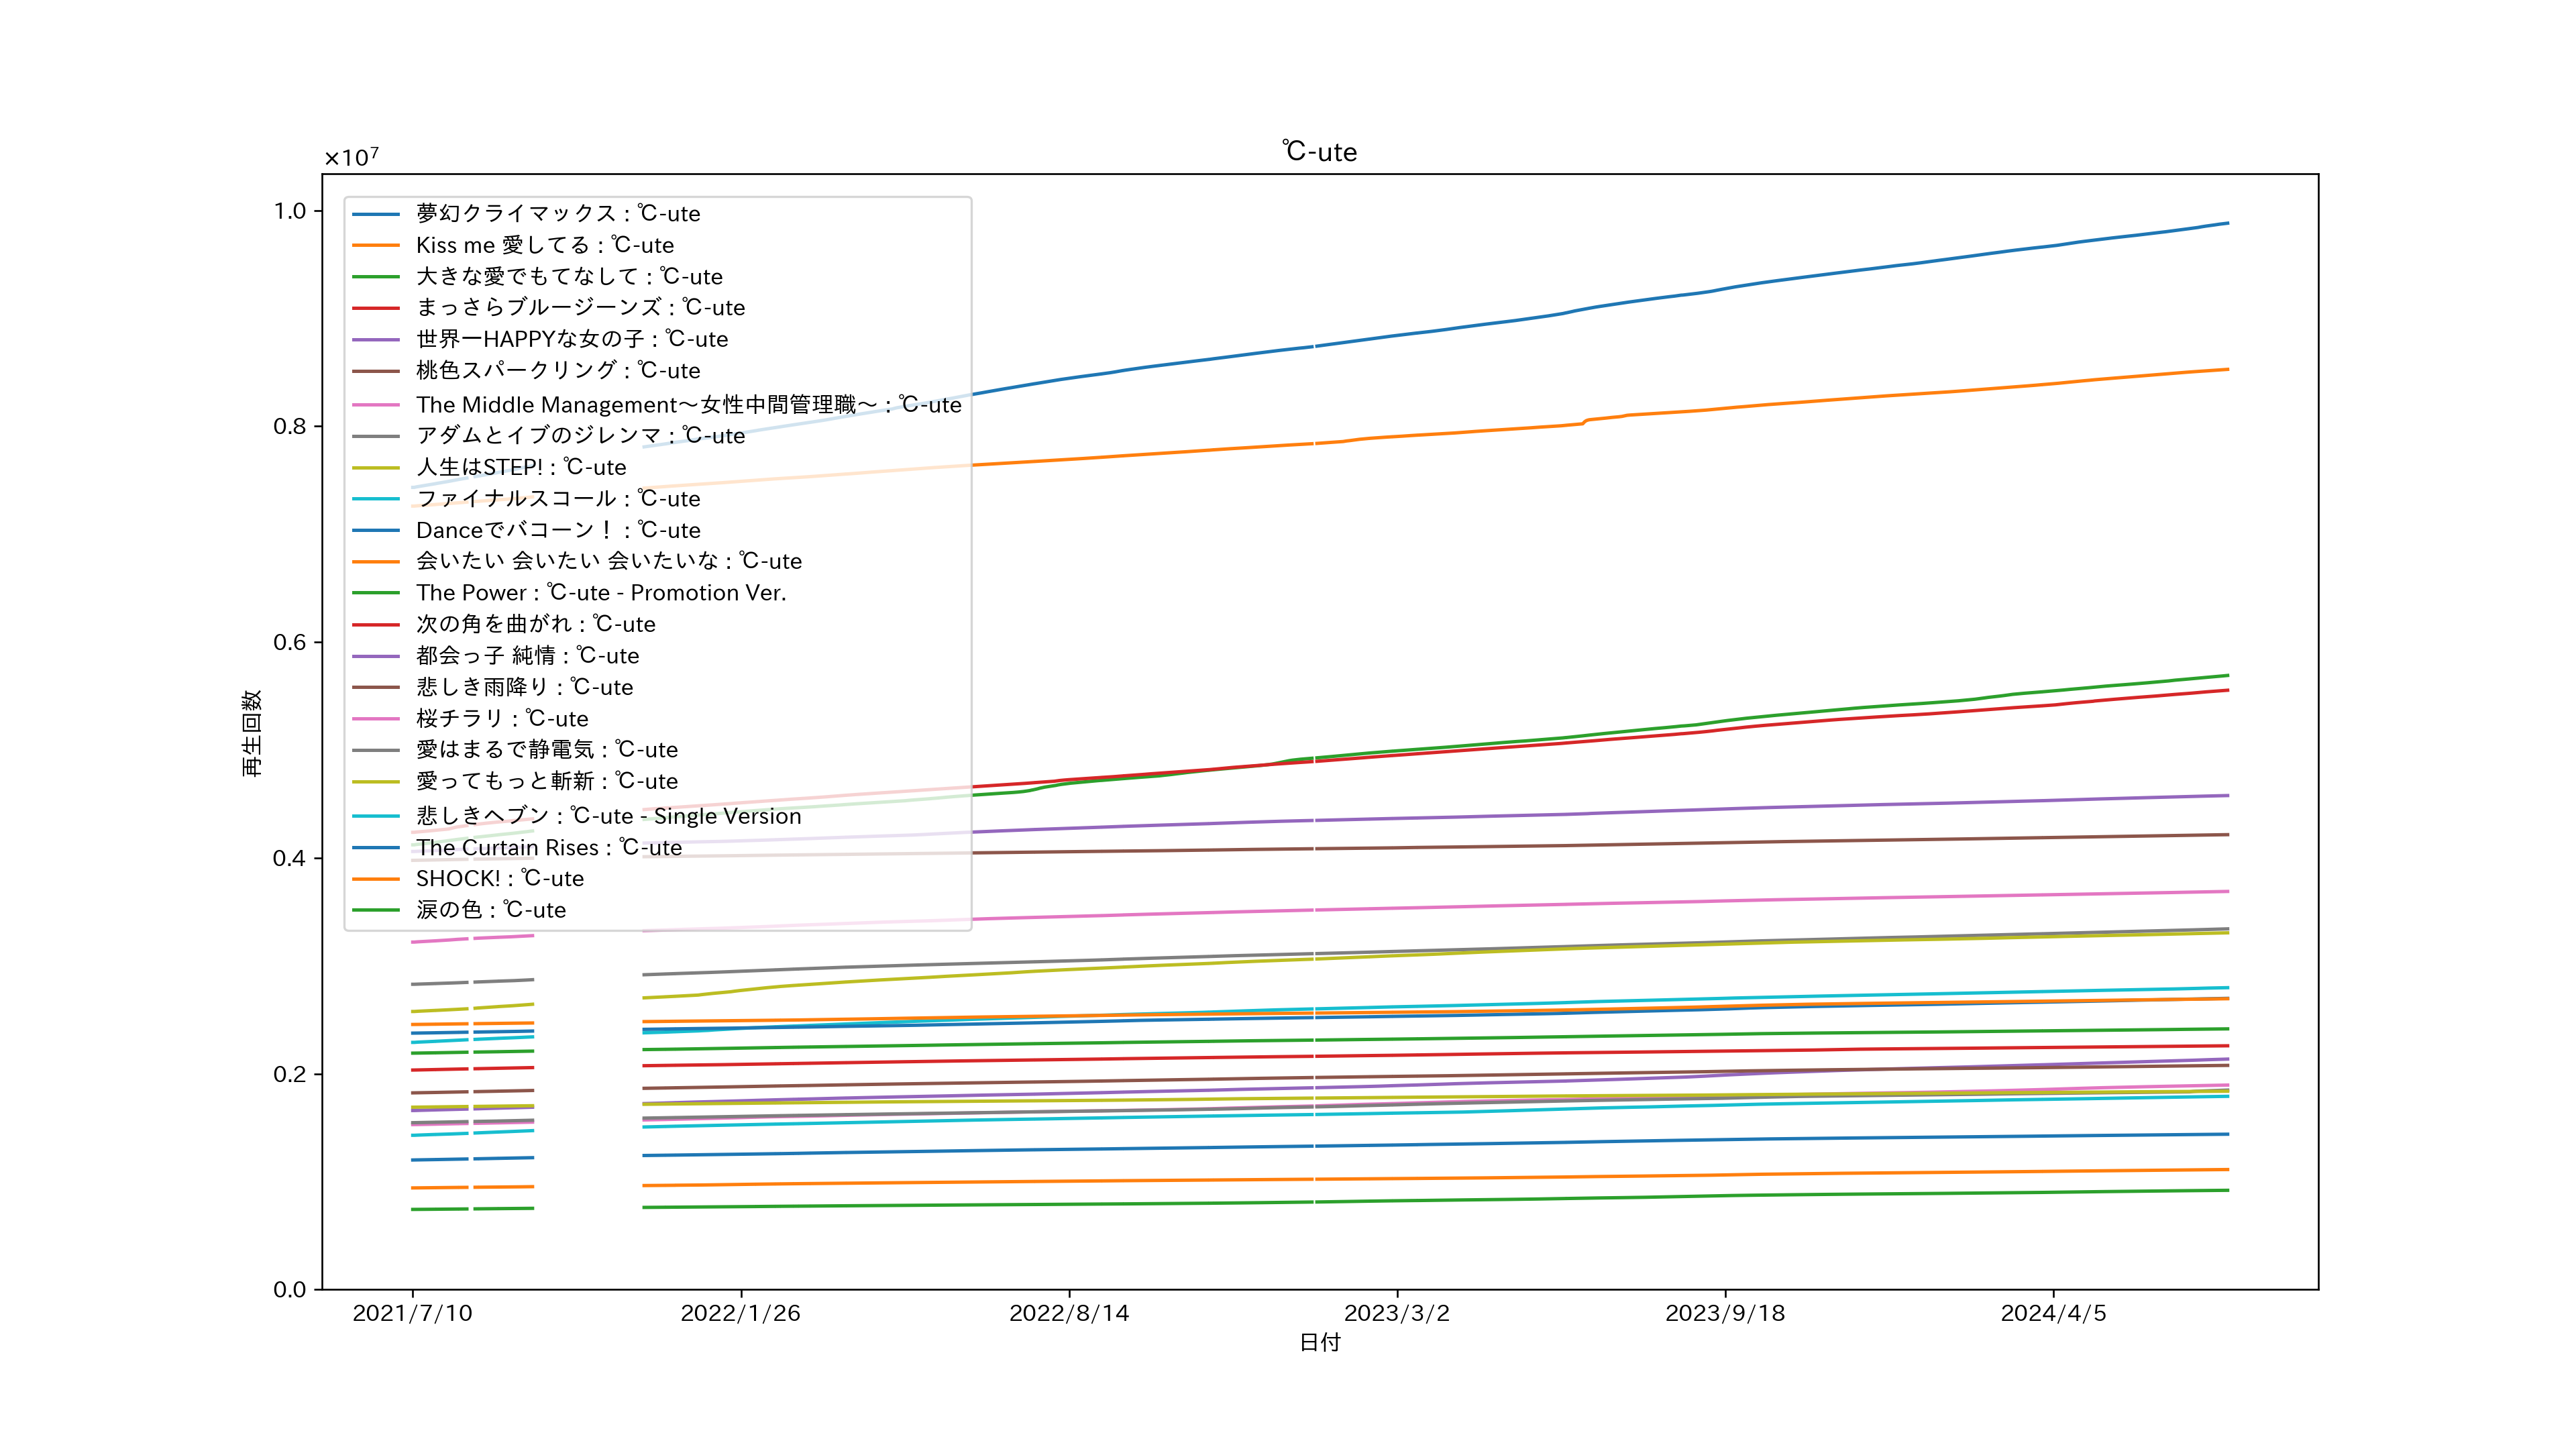 ℃-ute
×10⁷
1.0
0.8
0.6
0.4
0.2
0.0
再生回数
夢幻クライマックス : ℃-ute
Kiss me 愛してる : ℃-ute
大きな愛でもてなして : ℃-ute
まっさらブルージーンズ : ℃-ute
世界一HAPPYな女の子 : ℃-ute
桃色スパークリング : ℃-ute
The Middle Management〜女性中間管理職〜 : ℃-ute
アダムとイブのジレンマ : ℃-ute
人生はSTEP! : ℃-ute
ファイナルスコール : ℃-ute
Danceでバコーン！ : ℃-ute
会いたい 会いたい 会いたいな : ℃-ute
The Power : ℃-ute - Promotion Ver.
次の角を曲がれ : ℃-ute
都会っ子 純情 : ℃-ute
悲しき雨降り : ℃-ute
桜チラリ : ℃-ute
愛はまるで静電気 : ℃-ute
愛ってもっと斬新 : ℃-ute
悲しきヘブン : ℃-ute - Single Version
The Curtain Rises : ℃-ute
SHOCK! : ℃-ute
涙の色 : ℃-ute
2021/7/10 2022/1/26 2022/8/14 2023/3/2 2023/9/18 2024/4/5
日付